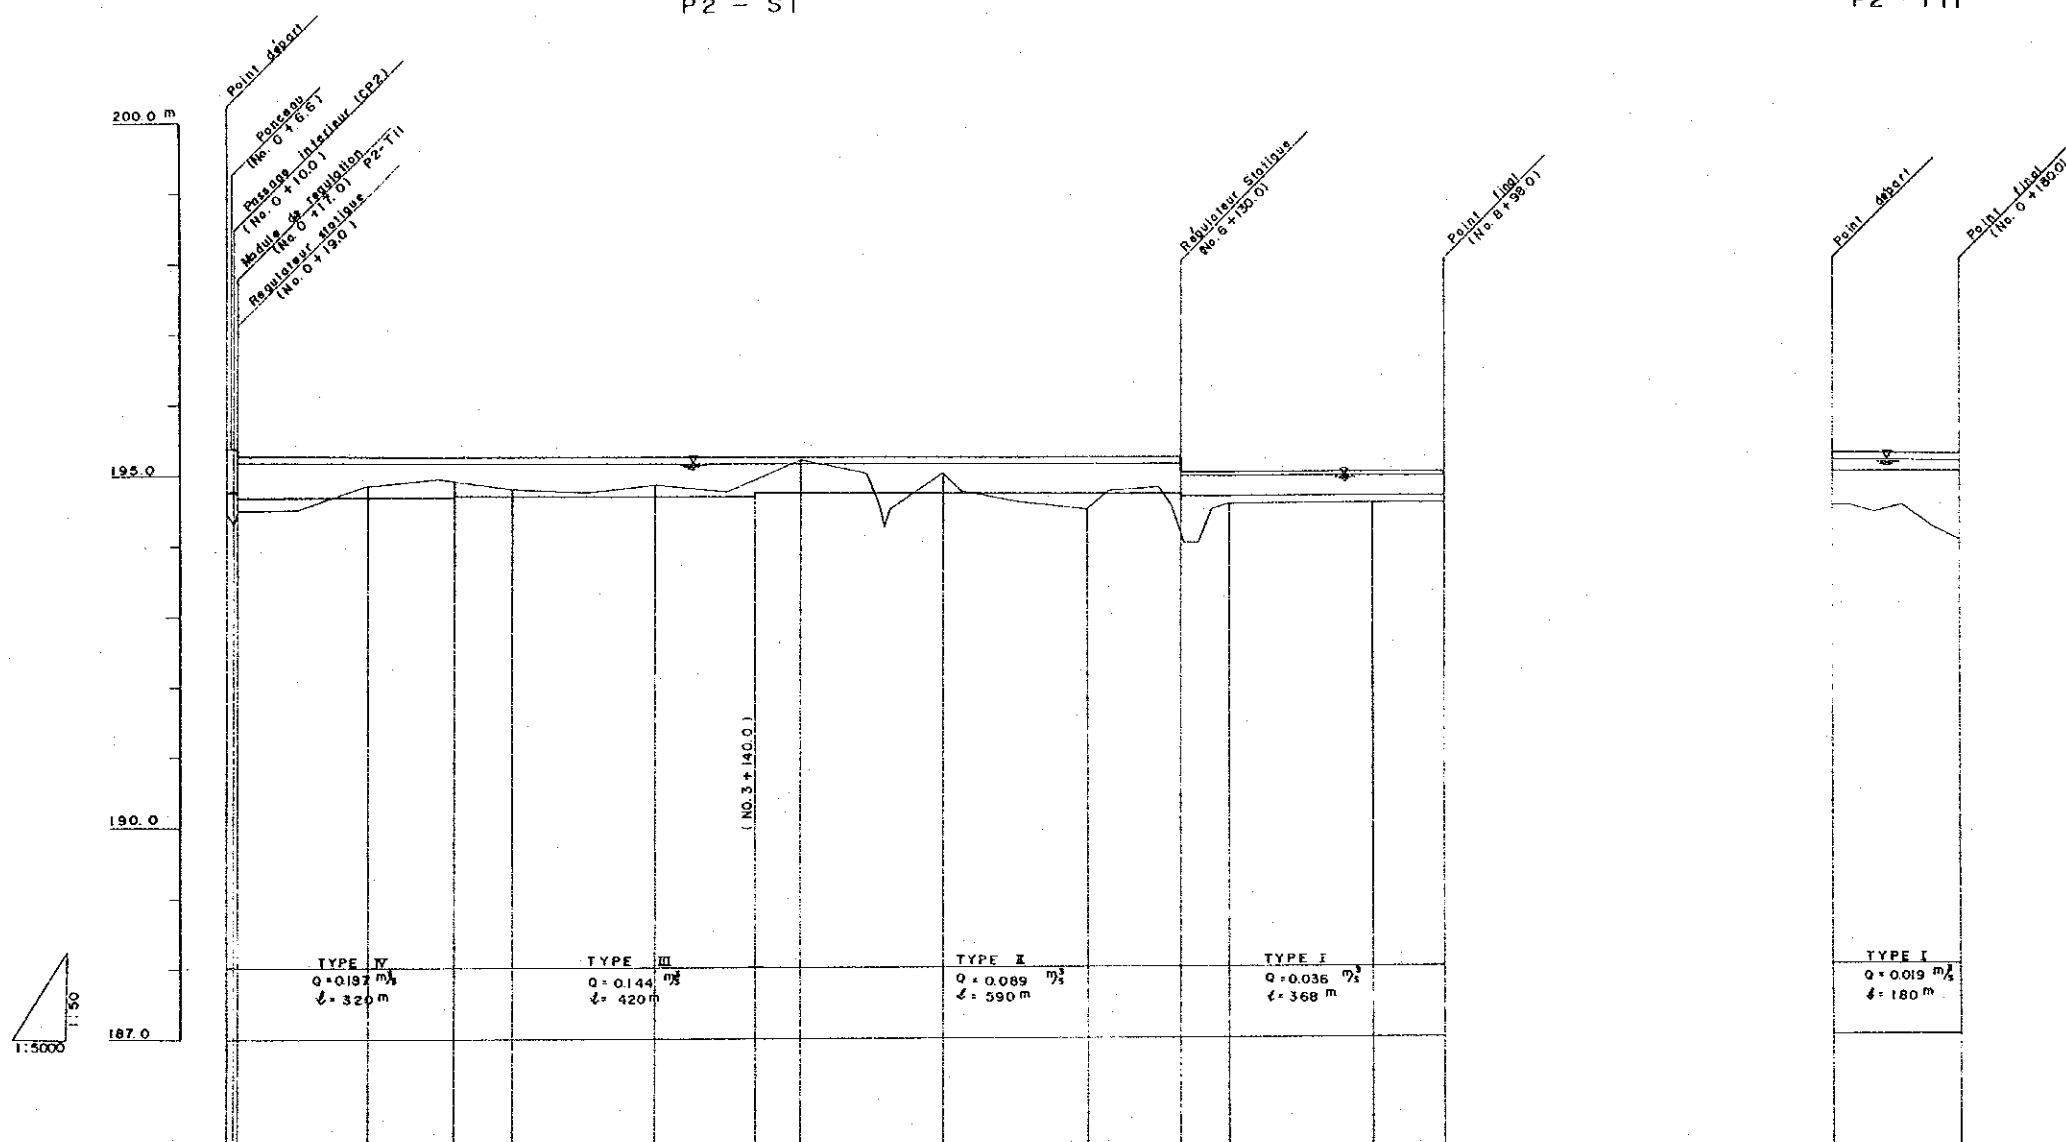 P2 - S1
Point départ
Ponceau
(No. 0 + 6.6)
Passage interieur (CP2)
(No. 0 + 10.0)
Module de regulation P2-T11
(No. 0 + 17.0)
Regulateur statique
(No. 0 + 19.0)
Régulateur Statique
(No. 6 + 130.0)
Point final
(No. 8 + 98.0)
Point départ
Point final
(No. 0 + 180.0)
200.0 m
195.0
190.0
187.0
1:50
1:5000
(NO. 3 + 140.0)
TYPE IV
Q = 0.197 m³/s
ℓ = 320 m
TYPE III
Q = 0.144 m³/s
ℓ = 420 m
TYPE II
Q = 0.089 m³/s
ℓ = 590 m
TYPE I
Q = 0.036 m³/s
ℓ = 368 m
TYPE I
Q = 0.019 m³/s
ℓ = 180 m